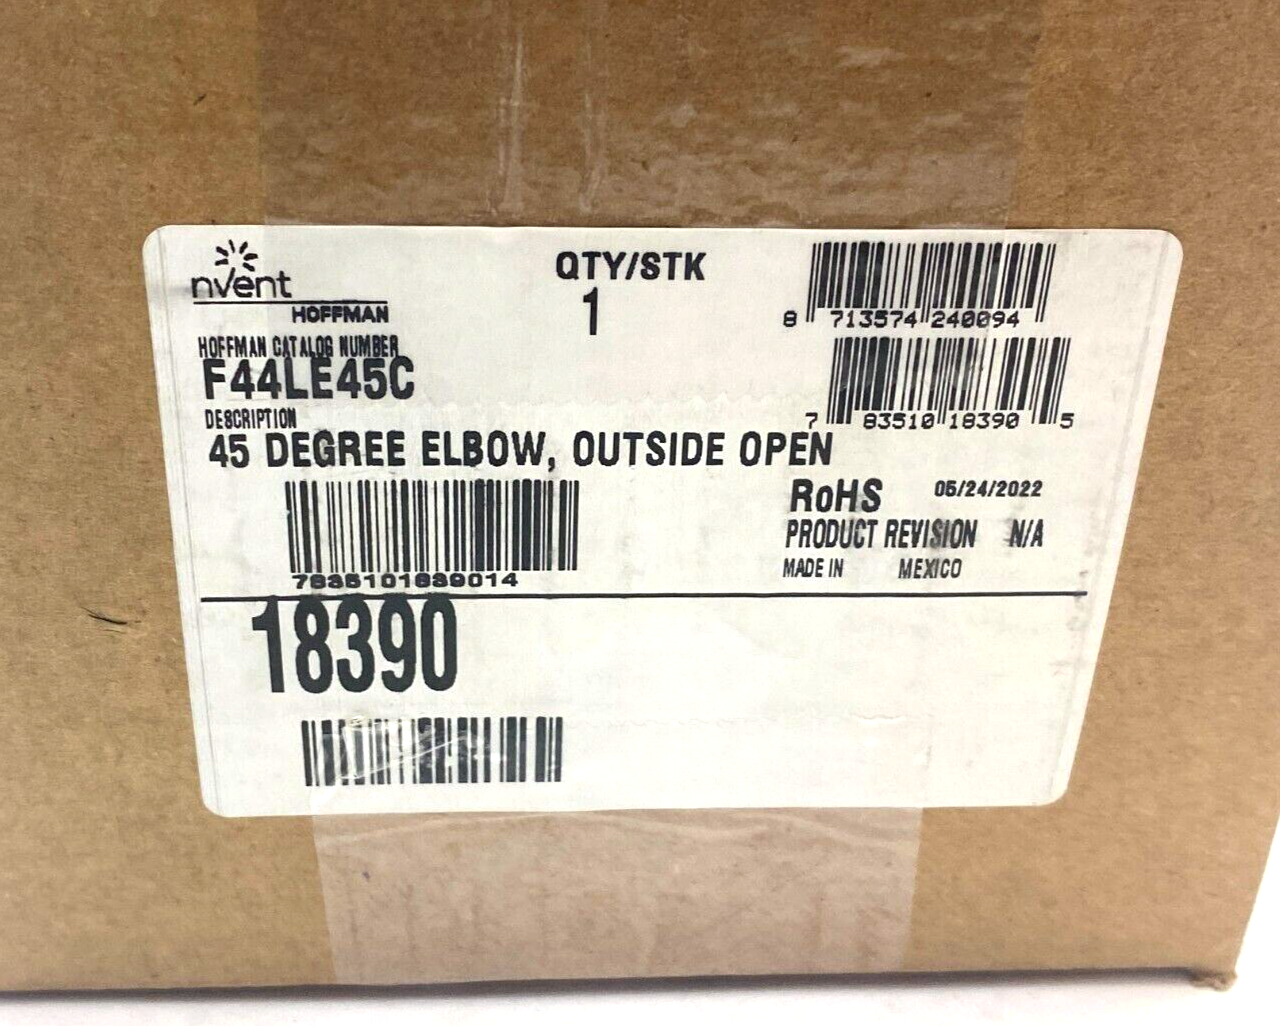 nVent
HOFFMAN
QTY/STK
1
8 713574 240094
HOFFMAN CATALOG NUMBER
F44LE45C
7 83510 18390 5
DESCRIPTION
45 DEGREE ELBOW, OUTSIDE OPEN
7835101839014
RoHS 05/24/2022
PRODUCT REVISION N/A
MADE IN MEXICO
18390